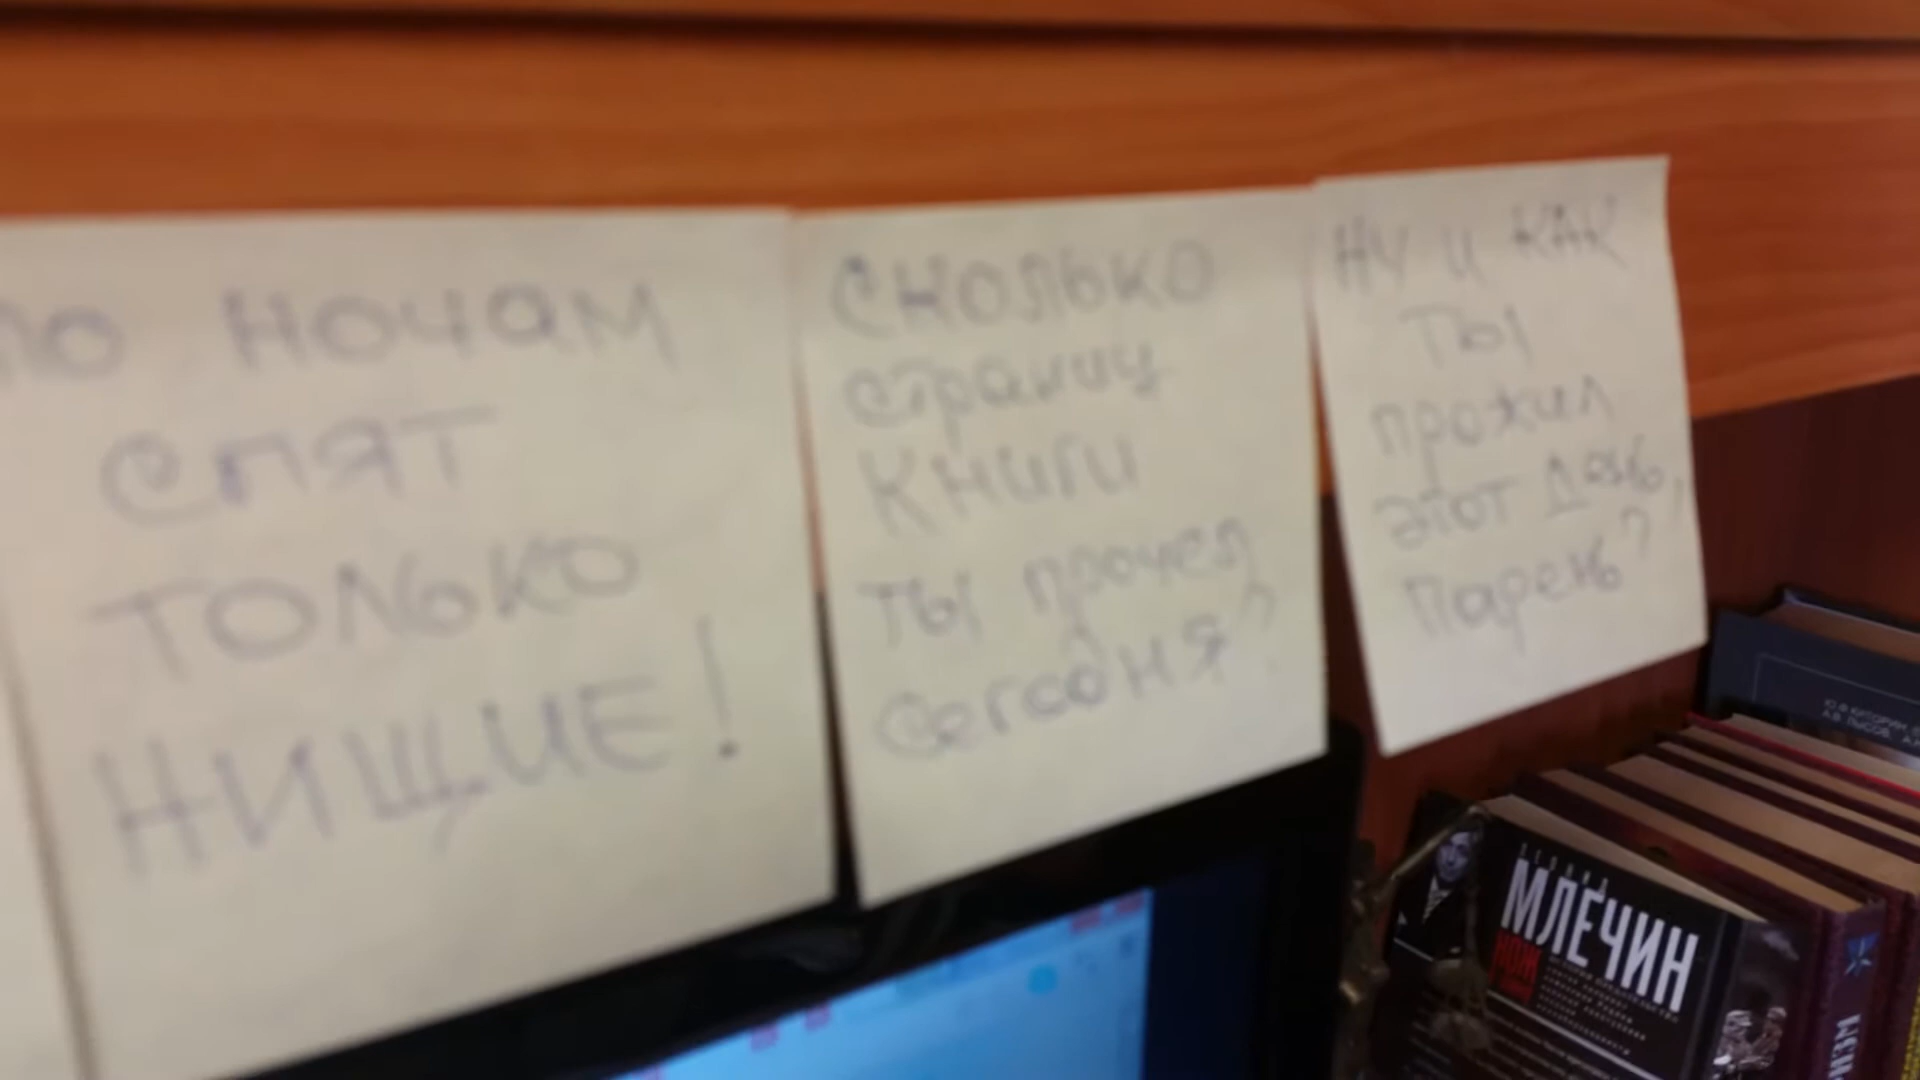 по ночам
спят
только
НИЩИЕ!
Сколько
страниц
книги
ты прочел
сегодня?
Ну и как
ты
прожил
этот день,
парень?
МЛЕЧИН
НОЖ